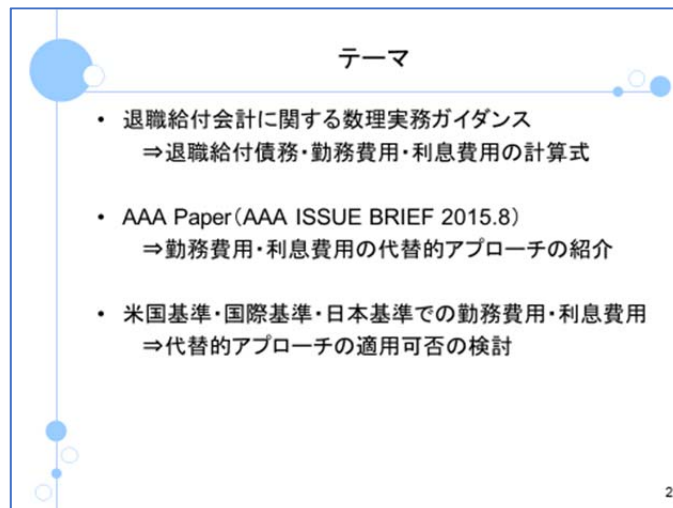 テーマ
• 退職給付会計に関する数理実務ガイダンス
⇒退職給付債務・勤務費用・利息費用の計算式
• AAA Paper(AAA ISSUE BRIEF 2015.8)
⇒勤務費用・利息費用の代替的アプローチの紹介
• 米国基準・国際基準・日本基準での勤務費用・利息費用
⇒代替的アプローチの適用可否の検討
2